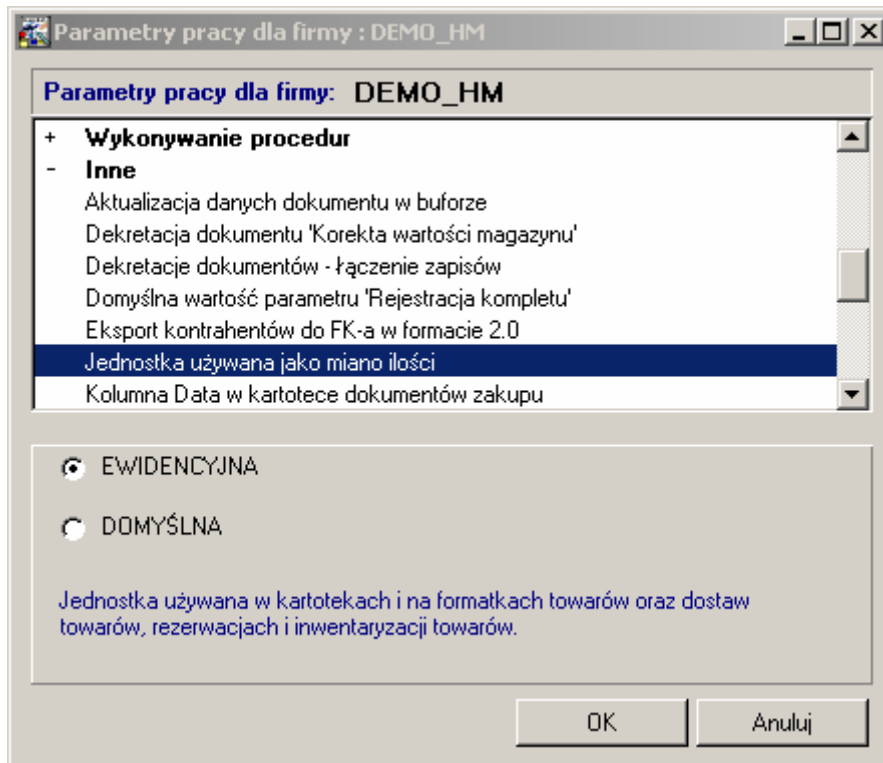 Parametry pracy dla firmy : DEMO_HM
Parametry pracy dla firmy: DEMO_HM
+ Wykonywanie procedur
- Inne
Aktualizacja danych dokumentu w buforze
Dekretacja dokumentu 'Korekta wartości magazynu'
Dekretacje dokumentów - łączenie zapisów
Domyślna wartość parametru 'Rejestracja kompletu'
Eksport kontrahentów do FK-a w formacie 2.0
Jednostka używana jako miano ilości
Kolumna Data w kartotece dokumentów zakupu
EWIDENCYJNA
DOMYŚLNA
Jednostka używana w kartotekach i na formatkach towarów oraz dostaw
towarów, rezerwacjach i inwentaryzacji towarów.
OK Anuluj